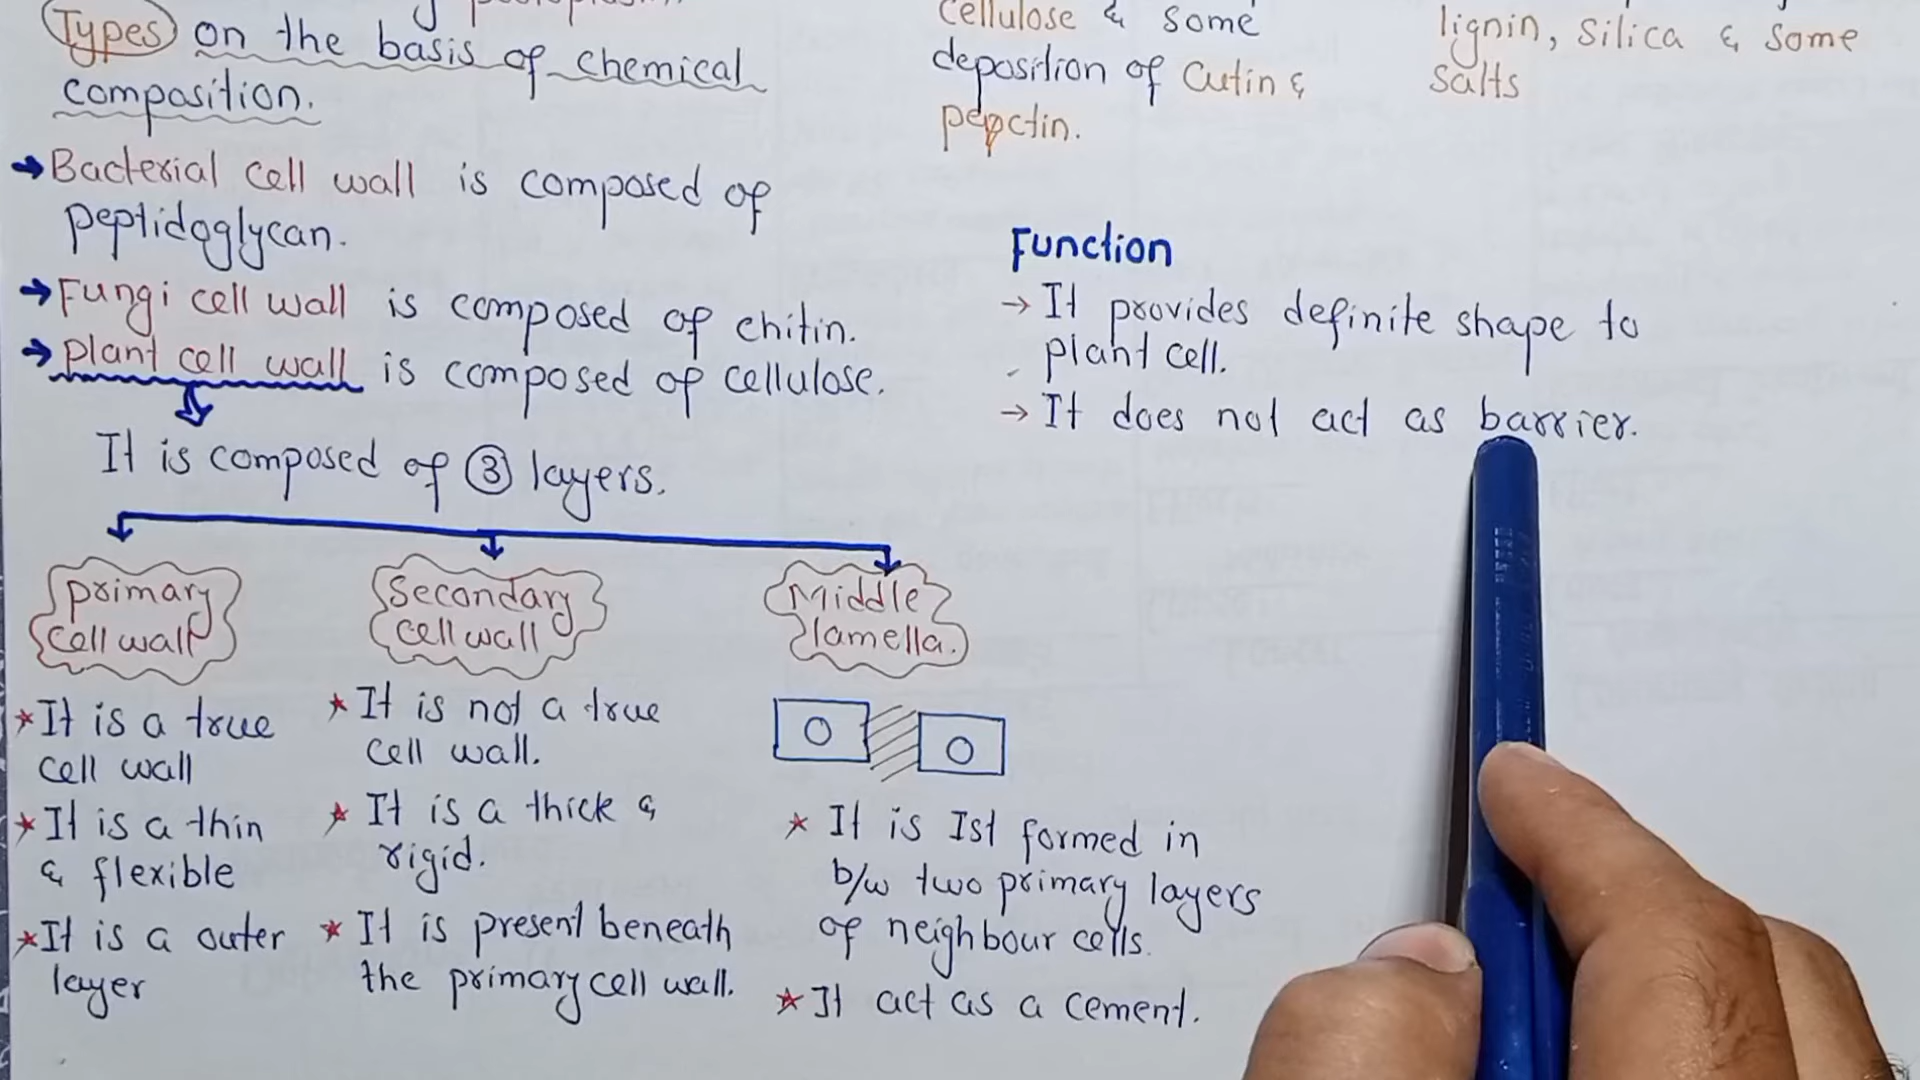 Types on the basis of chemical
composition.
→ Bacterial cell wall is composed of
peptidoglycan.
→ Fungi cell wall is composed of chitin.
→ plant cell wall is composed of cellulose.
It is composed of ③ layers.
primary
cell wall
★ It is a true
cell wall
★ It is a thin
& flexible
★ It is a outer
layer
Secondary
cell wall
★ It is not a true
cell wall.
★ It is a thick &
rigid.
★ It is present beneath
the primary cell wall.
Middle
lamella.
★ It is Ist formed in
b/w two primary layers
of neighbour cells.
★ It act as a cement.
cellulose & some
deposition of cutin &
pepctin.
lignin, silica & some
salts
Function
→ It provides definite shape to
plant cell.
→ It does not act as barrier.